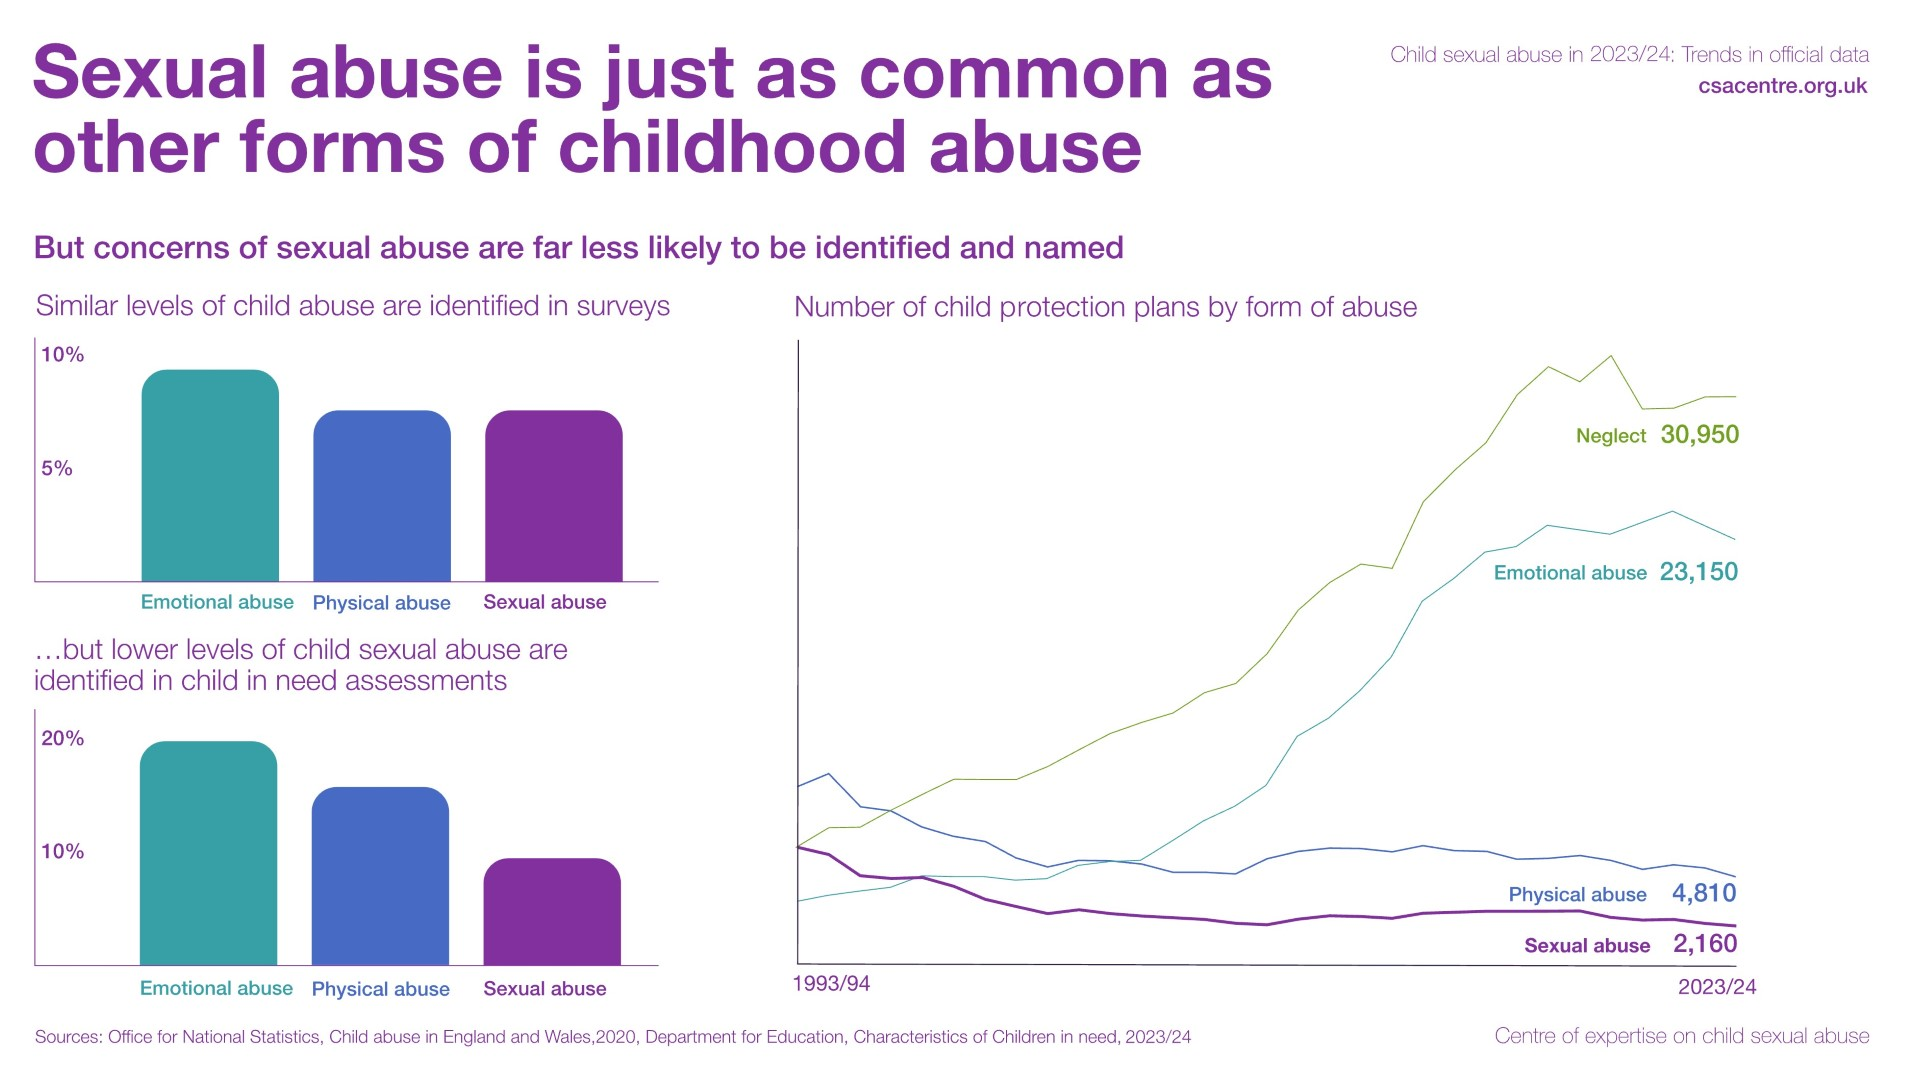 Sexual abuse is just as common as
other forms of childhood abuse
Child sexual abuse in 2023/24: Trends in official data
csacentre.org.uk
But concerns of sexual abuse are far less likely to be identified and named
Similar levels of child abuse are identified in surveys
10%
5%
Emotional abuse Physical abuse Sexual abuse
…but lower levels of child sexual abuse are
identified in child in need assessments
20%
10%
Emotional abuse Physical abuse Sexual abuse
Number of child protection plans by form of abuse
Neglect 30,950
Emotional abuse 23,150
Physical abuse 4,810
Sexual abuse 2,160
1993/94 2023/24
Sources: Office for National Statistics, Child abuse in England and Wales,2020, Department for Education, Characteristics of Children in need, 2023/24
Centre of expertise on child sexual abuse